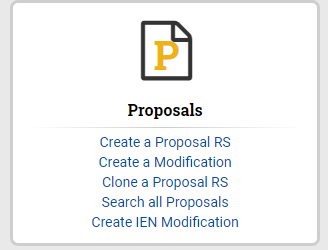 P
Proposals
Create a Proposal RS
Create a Modification
Clone a Proposal RS
Search all Proposals
Create IEN Modification